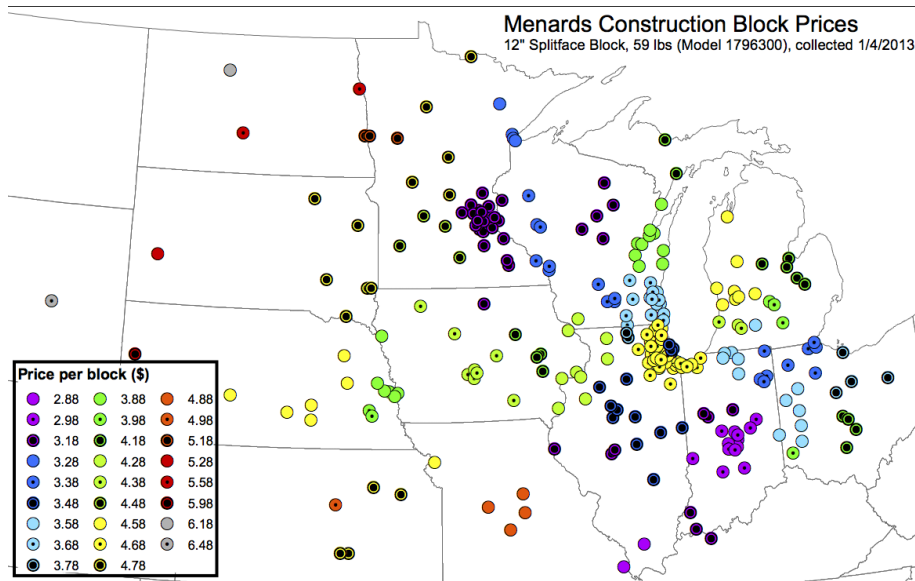 Menards Construction Block Prices
12" Splitface Block, 59 lbs (Model 1796300), collected 1/4/2013
Price per block ($)
2.88 3.88 4.88
2.98 3.98 4.98
3.18 4.18 5.18
3.28 4.28 5.28
3.38 4.38 5.58
3.48 4.48 5.98
3.58 4.58 6.18
3.68 4.68 6.48
3.78 4.78